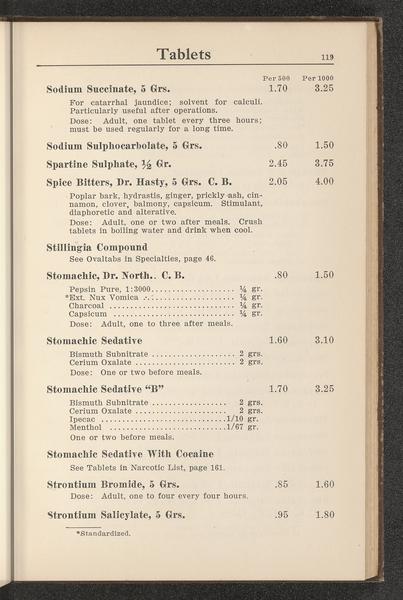 Tablets 119
Per 500 Per 1000
Sodium Succinate, 5 Grs. 1.70 3.25
For catarrhal jaundice; solvent for calculi.
Particularly useful after operations.
Dose: Adult, one tablet every three hours;
must be used regularly for a long time.
Sodium Sulphocarbolate, 5 Grs. .80 1.50
Spartine Sulphate, ½ Gr. 2.45 3.75
Spice Bitters, Dr. Hasty, 5 Grs. C. B. 2.05 4.00
Poplar bark, hydrastis, ginger, prickly ash, cin-
namon, clover, balmony, capsicum. Stimulant,
diaphoretic and alterative.
Dose: Adult, one or two after meals. Crush
tablets in boiling water and drink when cool.
Stillingia Compound
See Ovaltabs in Specialties, page 46.
Stomachic, Dr. North.. C. B. .80 1.50
Pepsin Pure, 1:3000.................... ¼ gr.
*Ext. Nux Vomica .·.:.................. ¼ gr.
Charcoal .............................. ¼ gr.
Capsicum .............................. ¼ gr.
Dose: Adult, one to three after meals.
Stomachic Sedative 1.60 3.10
Bismuth Subnitrate .................... 2 grs.
Cerium Oxalate ........................ 2 grs.
Dose: One or two before meals.
Stomachic Sedative “B” 1.70 3.25
Bismuth Subnitrate .................. 2 grs.
Cerium Oxalate ...................... 2 grs.
Ipecac ..............................1/10 gr.
Menthol ............................1/67 gr.
One or two before meals.
Stomachic Sedative With Cocaine
See Tablets in Narcotic List, page 161.
Strontium Bromide, 5 Grs. .85 1.60
Dose: Adult, one to four every four hours.
Strontium Salicylate, 5 Grs. .95 1.80
*Standardized.